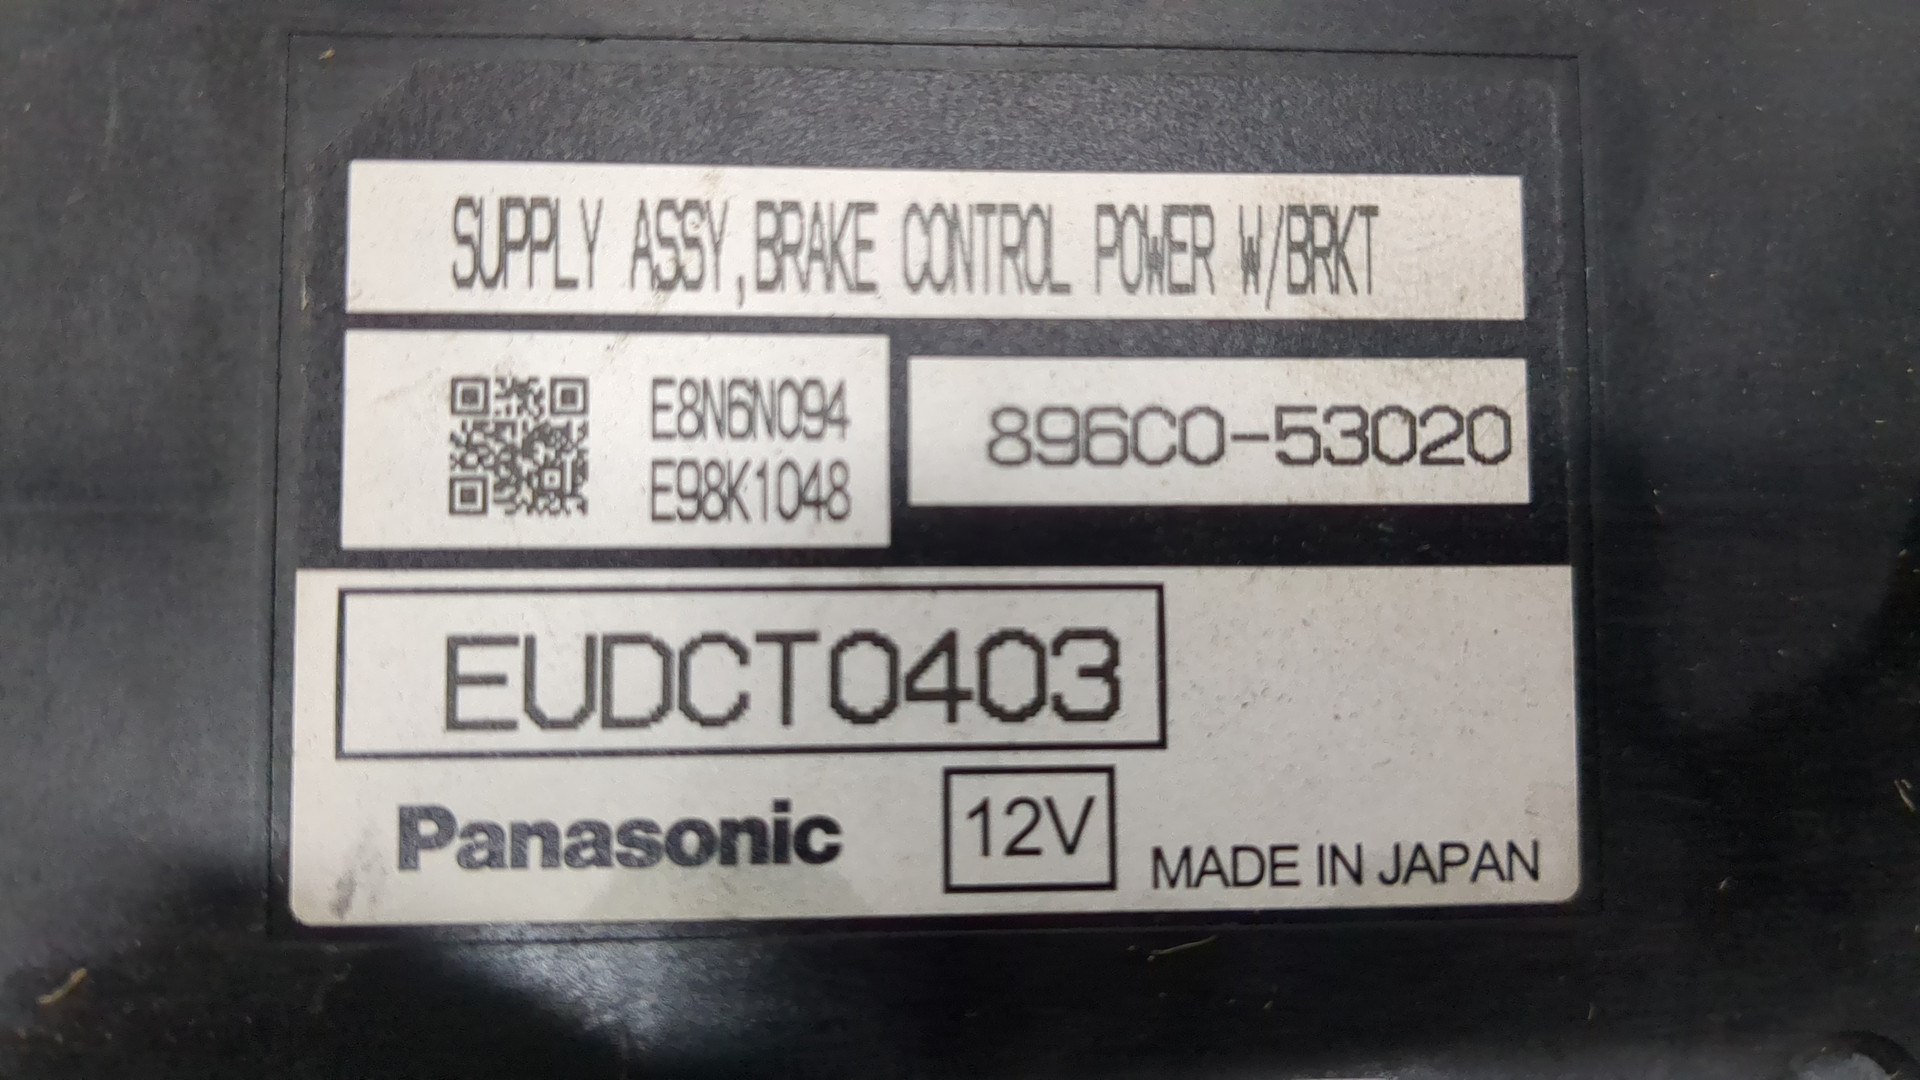 SUPPLY ASSY,BRAKE CONTROL POWER W/BRKT
E8N6N094
E98K1048
896C0-53020
EUDCT0403
Panasonic
12V
MADE IN JAPAN